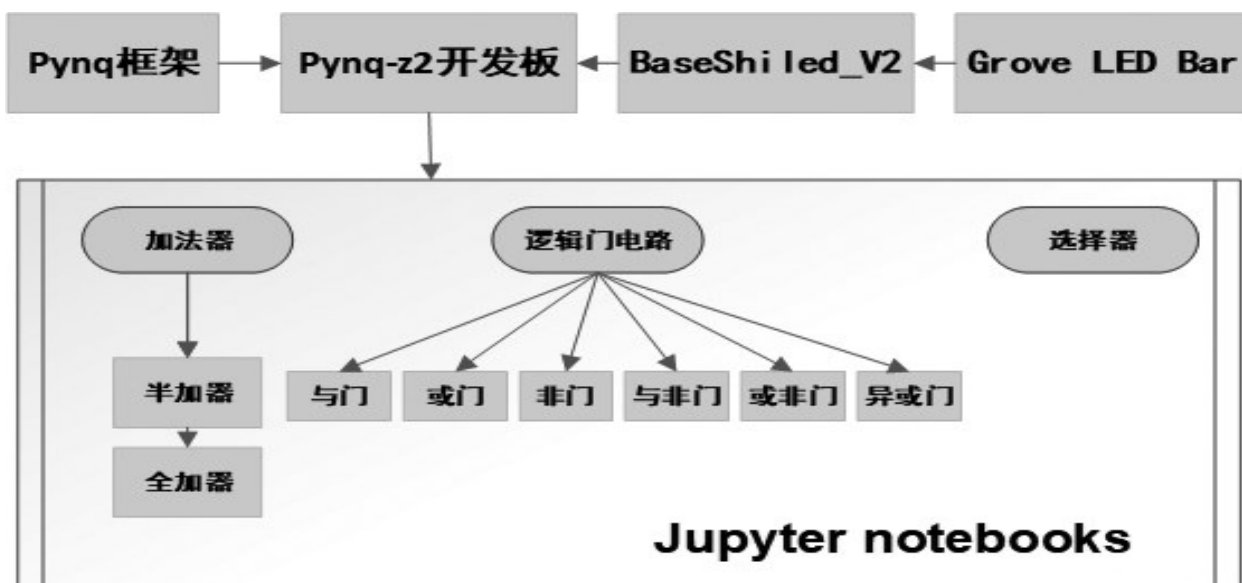 Pynq框架
Pynq-z2开发板
BaseShiled_V2
Grove LED Bar
加法器
逻辑门电路
选择器
半加器
与门
或门
非门
与非门
或非门
异或门
全加器
Jupyter notebooks